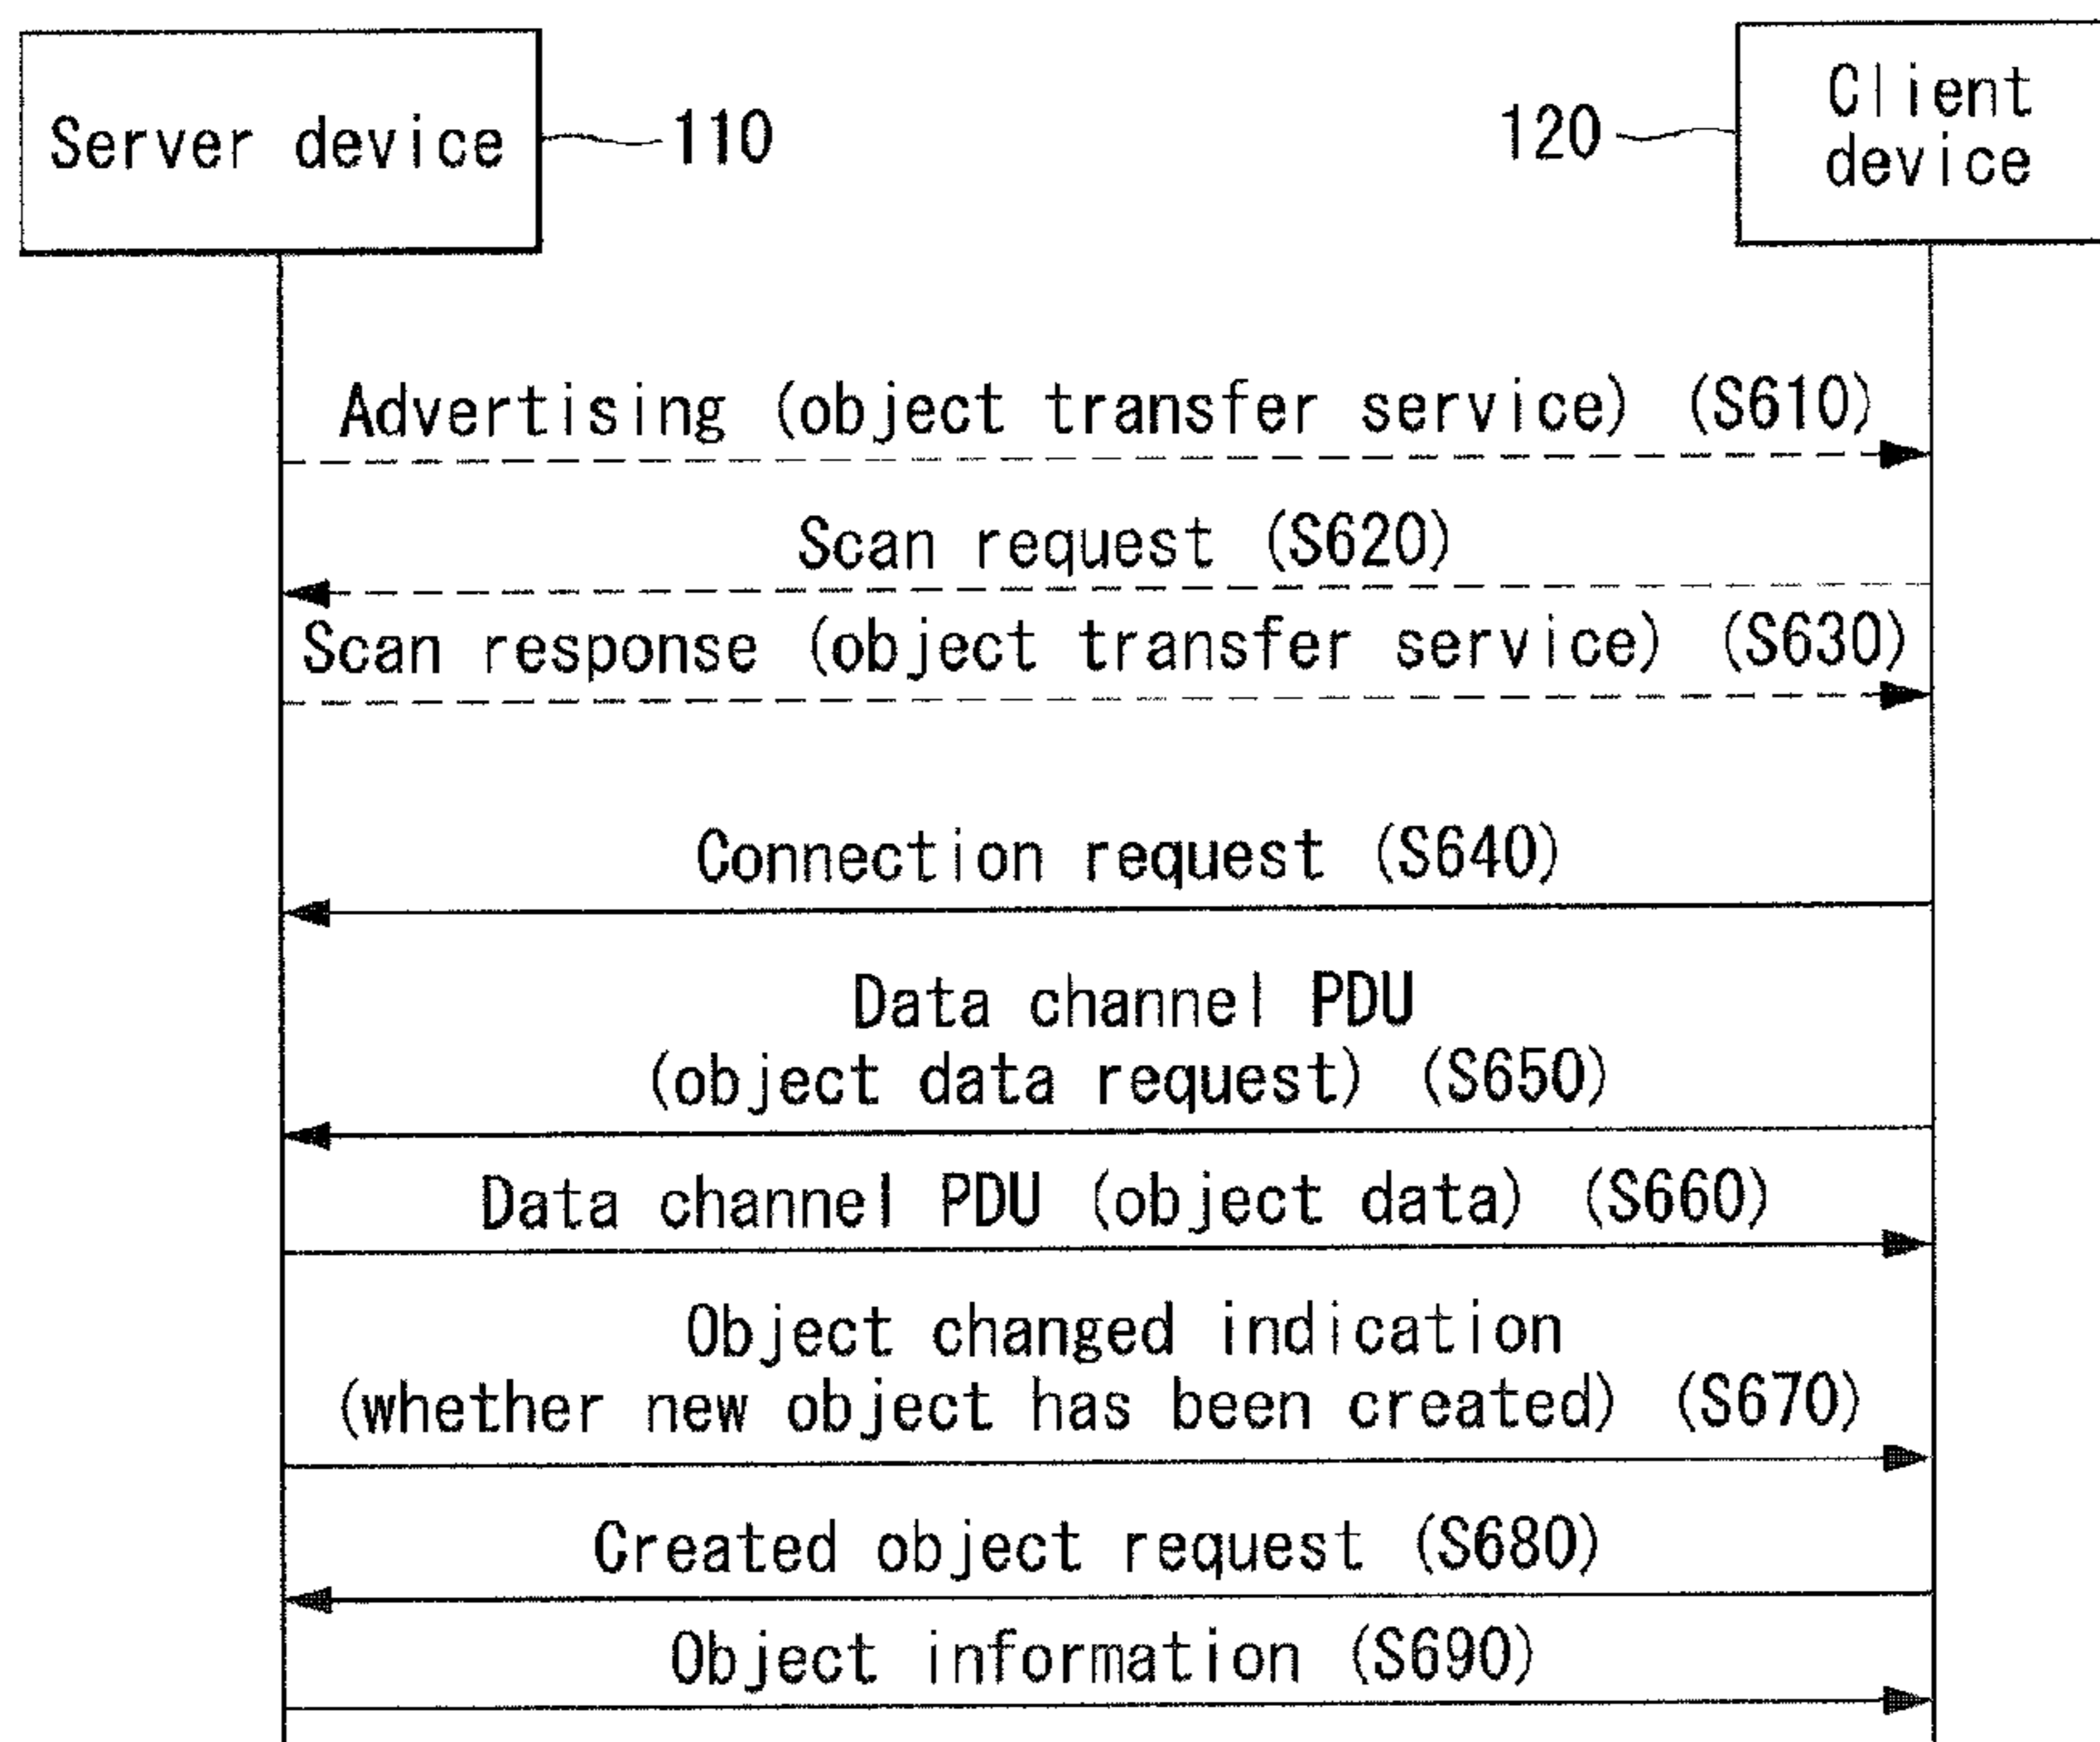 Server device
110
120
Client
device
Advertising (object transfer service) (S610)
Scan request (S620)
Scan response (object transfer service) (S630)
Connection request (S640)
Data channel PDU
(object data request) (S650)
Data channel PDU (object data) (S660)
Object changed indication
(whether new object has been created) (S670)
Created object request (S680)
Object information (S690)